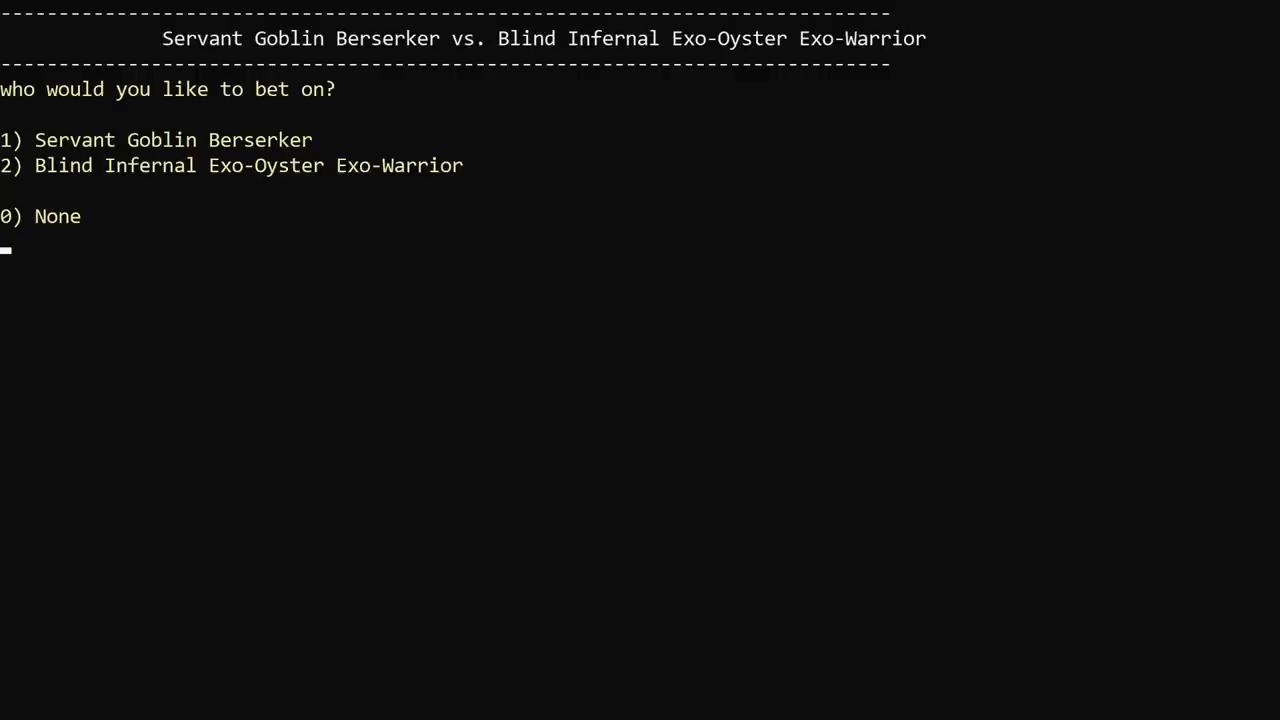 -----------------------------------------------------------------------------
Servant Goblin Berserker vs. Blind Infernal Exo-Oyster Exo-Warrior
-----------------------------------------------------------------------------
who would you like to bet on?
1) Servant Goblin Berserker
2) Blind Infernal Exo-Oyster Exo-Warrior
0) None